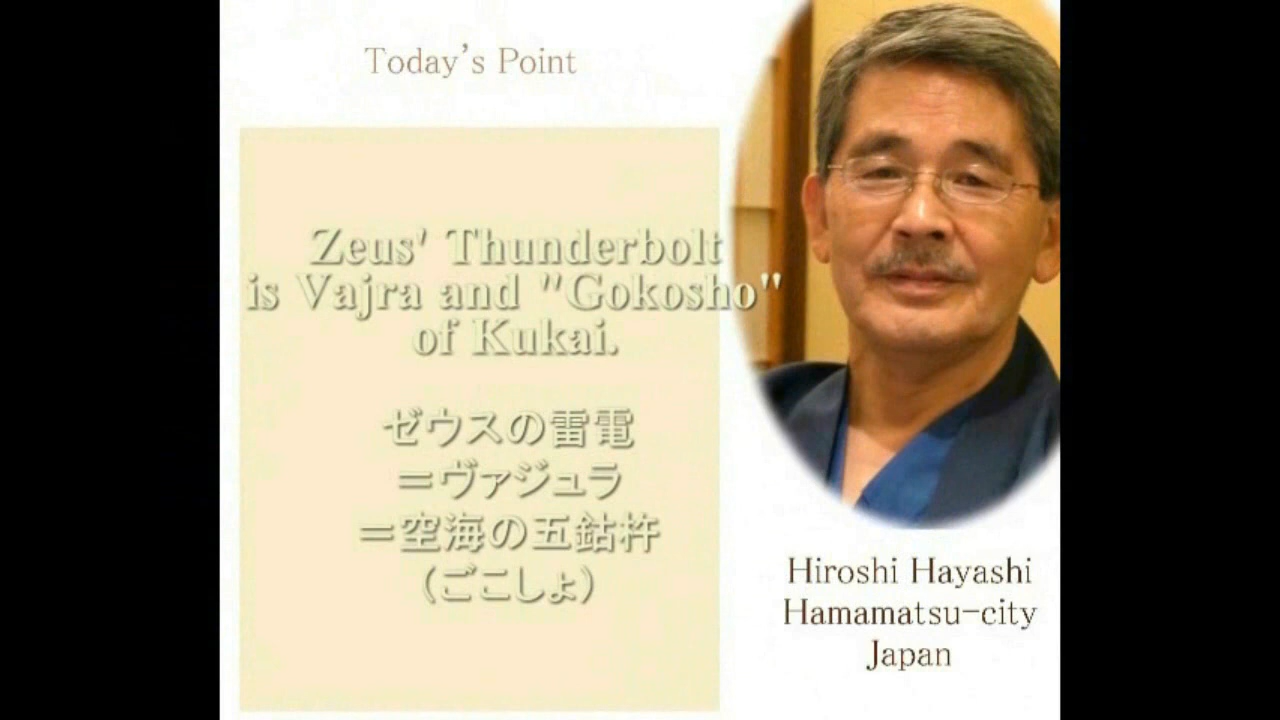 Today's Point
Zeus' Thunderbolt
is Vajra and "Gokosho"
of Kukai.
ゼウスの雷電
＝ヴァジュラ
＝空海の五鈷杵
（ごこしょ）
Hiroshi Hayashi
Hamamatsu-city
Japan